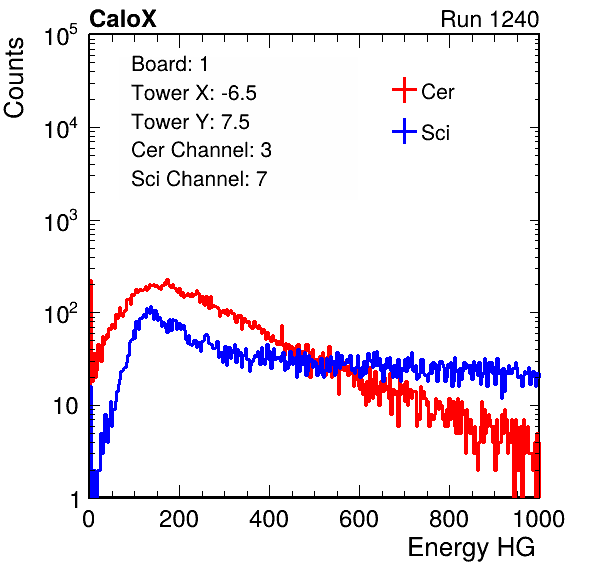 CaloX Run 1240
Counts
10^5
10^4
10^3
10^2
10
1
Board: 1
Tower X: -6.5
Tower Y: 7.5
Cer Channel: 3
Sci Channel: 7
Cer
Sci
0 200 400 600 800 1000
Energy HG